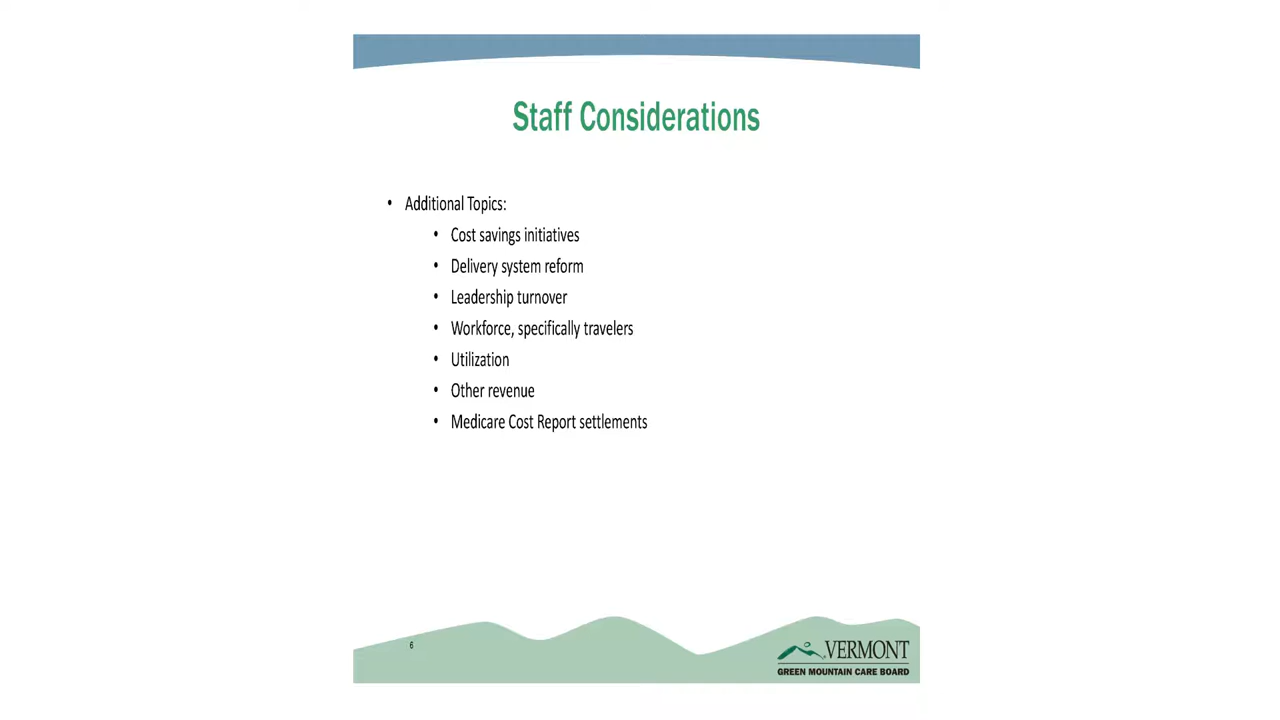 Staff Considerations
• Additional Topics:
• Cost savings initiatives
• Delivery system reform
• Leadership turnover
• Workforce, specifically travelers
• Utilization
• Other revenue
• Medicare Cost Report settlements
6
VERMONT
GREEN MOUNTAIN CARE BOARD